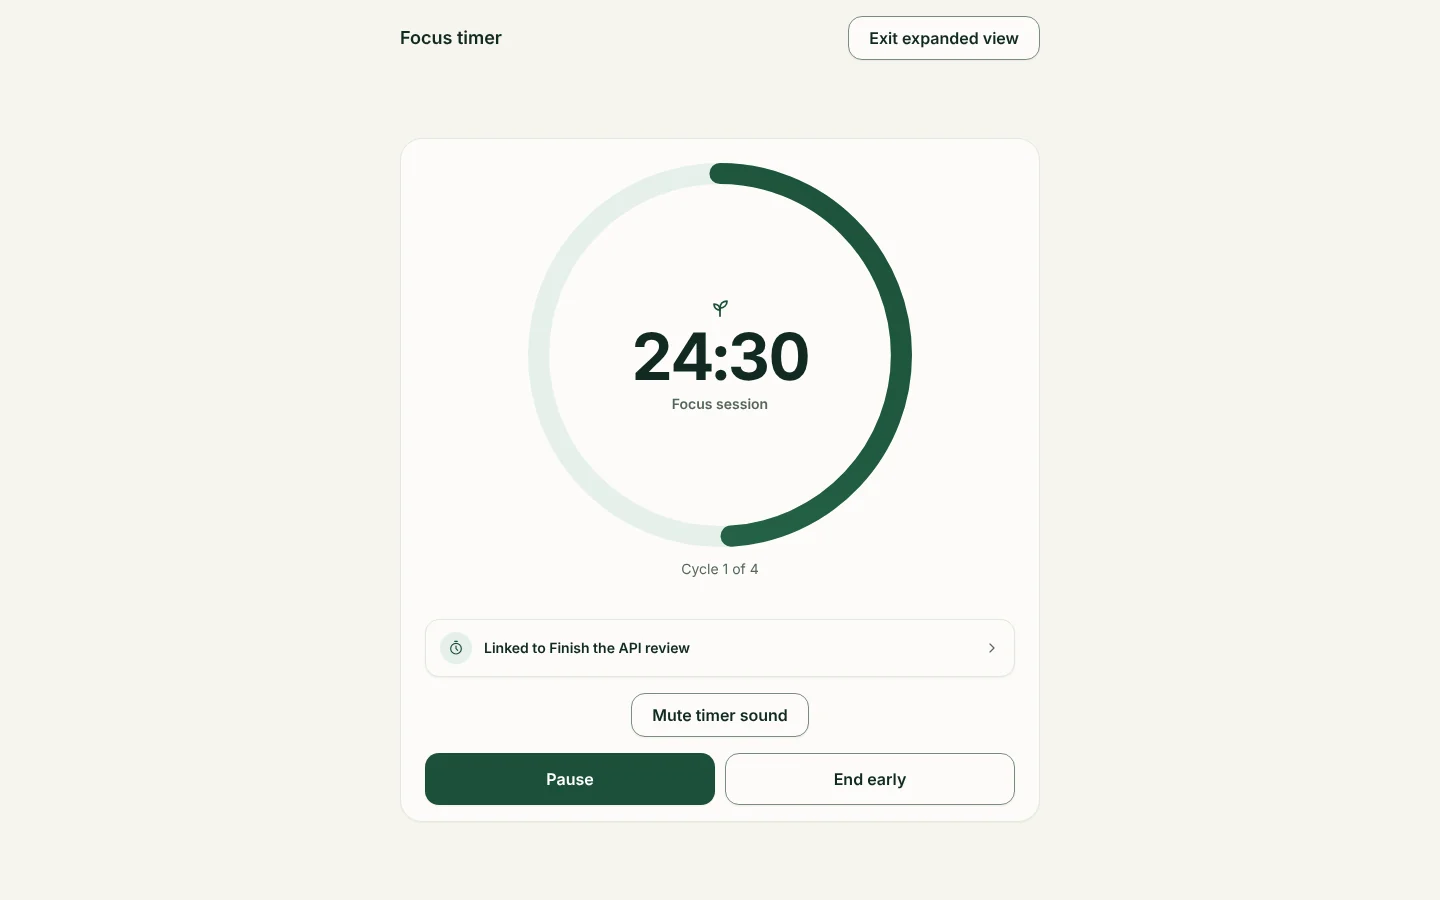 Focus timer
Exit expanded view
24:30
Focus session
Cycle 1 of 4
Linked to Finish the API review
Mute timer sound
Pause
End early